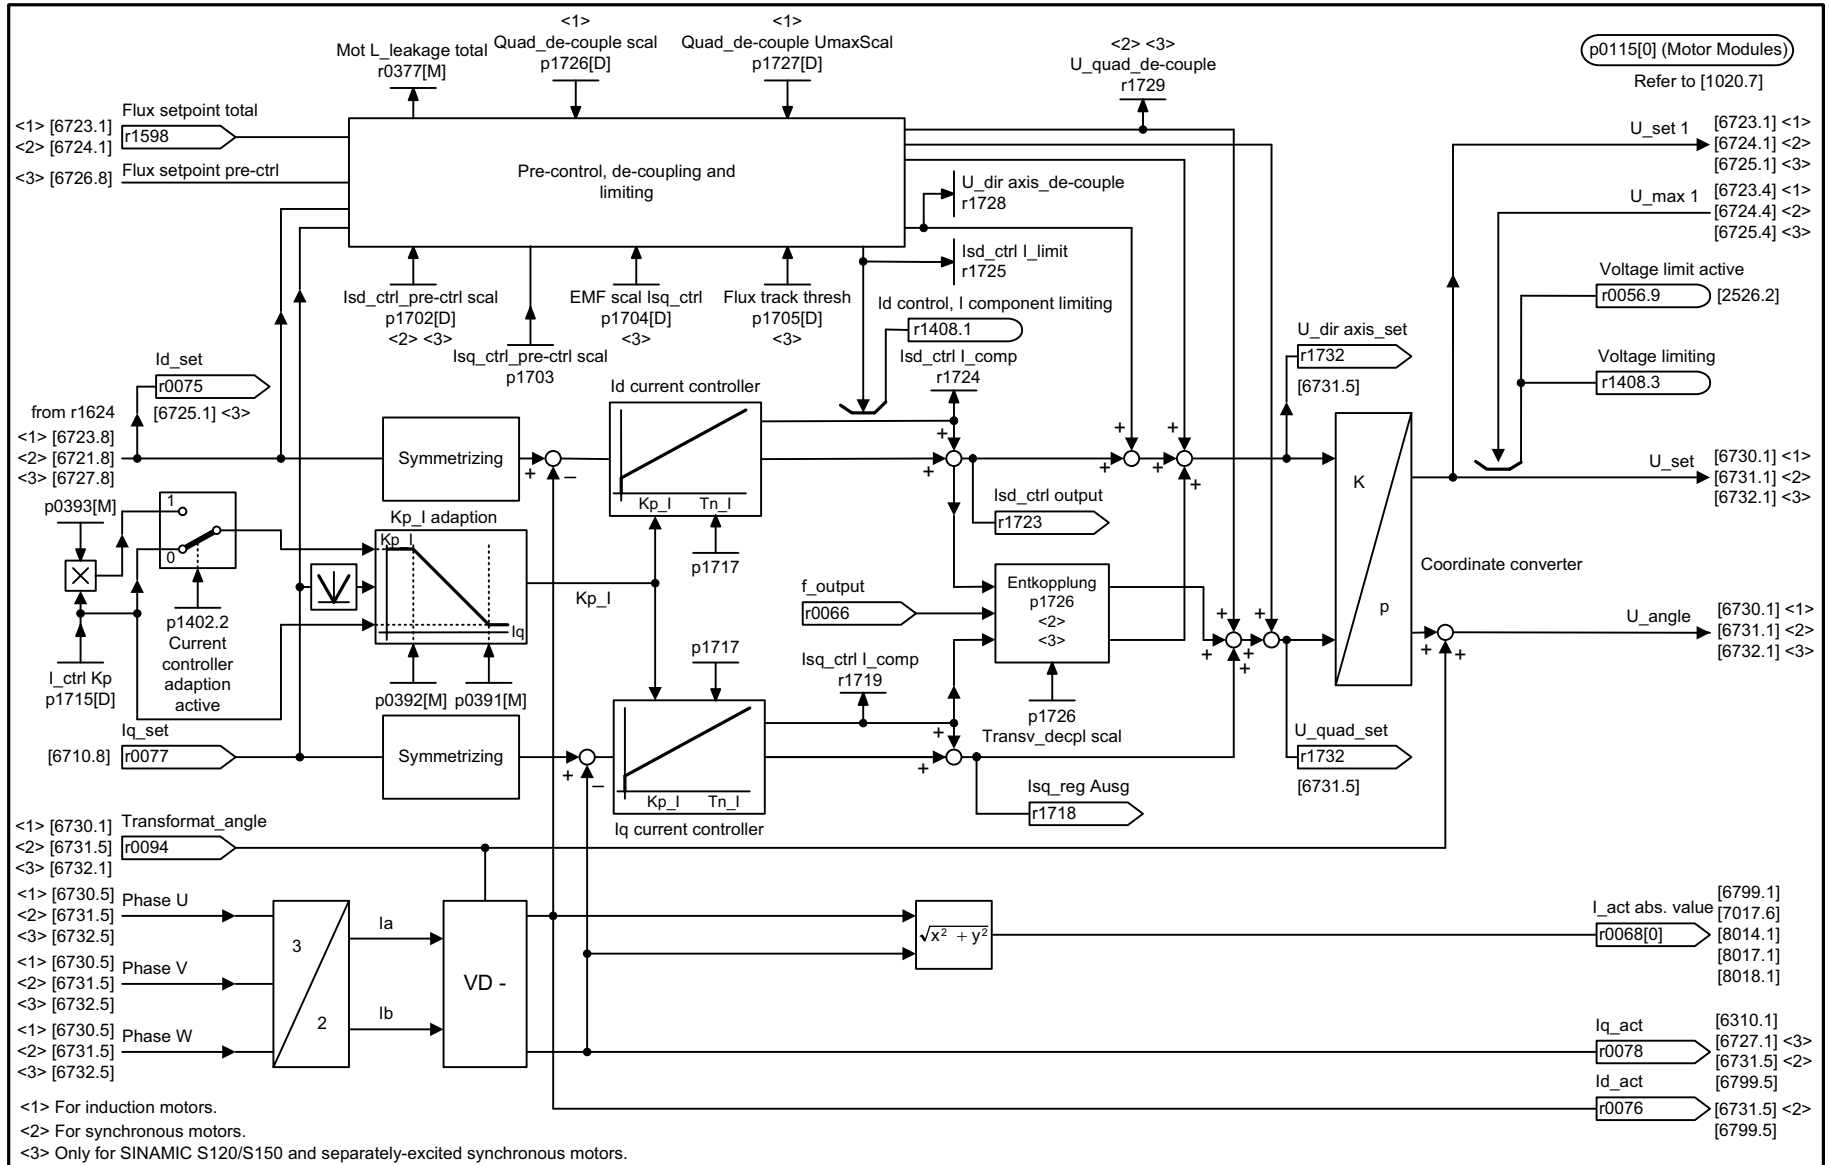 <1>
Quad_de-couple scal
p1726[D]
<1>
Quad_de-couple UmaxScal
p1727[D]
Mot L_leakage total
r0377[M]
<2> <3>
U_quad_de-couple
r1729
p0115[0] (Motor Modules)
Refer to [1020.7]
Flux setpoint total
<1> [6723.1]
<2> [6724.1]
r1598
<3> [6726.8]
Flux setpoint pre-ctrl
Pre-control, de-coupling and
limiting
U_dir axis_de-couple
r1728
Isd_ctrl I_limit
r1725
U_set 1
[6723.1] <1>
[6724.1] <2>
[6725.1] <3>
U_max 1
[6723.4] <1>
[6724.4] <2>
[6725.4] <3>
Voltage limit active
r0056.9
[2526.2]
Voltage limiting
r1408.3
Isd_ctrl_pre-ctrl scal
p1702[D]
<2> <3>
Isq_ctrl_pre-ctrl scal
p1703
EMF scal Isq_ctrl
p1704[D]
<3>
Flux track thresh
p1705[D]
<3>
Id control, I component limiting
r1408.1
Isd_ctrl I_comp
r1724
U_dir axis_set
r1732
[6731.5]
Id_set
r0075
[6725.1] <3>
from r1624
<1> [6723.8]
<2> [6721.8]
<3> [6727.8]
Symmetrizing
+
–
Id current controller
Kp_I
Tn_I
p1717
+
+
+
+
+
+
+
Isd_ctrl output
r1723
K
p
Coordinate converter
U_set
[6730.1] <1>
[6731.1] <2>
[6732.1] <3>
p0393[M]
1
0
p1402.2
Current
controller
adaption
active
I_ctrl Kp
p1715[D]
Kp_I adaption
Kp_I
Iq
p0392[M]
p0391[M]
Kp_I
f_output
r0066
Entkopplung
p1726
<2>
<3>
p1726
Transv_decpl scal
+
+
+
+
+
U_angle
[6730.1] <1>
[6731.1] <2>
[6732.1] <3>
+
+
U_quad_set
r1732
[6731.5]
p1717
Isq_ctrl I_comp
r1719
Iq_set
[6710.8]
r0077
Symmetrizing
+
–
Kp_I
Tn_I
Iq current controller
+
+
Isq_reg Ausg
r1718
Transformat_angle
<1> [6730.1]
<2> [6731.5]
<3> [6732.1]
r0094
<1> [6730.5]
<2> [6731.5]
<3> [6732.5]
Phase U
<1> [6730.5]
<2> [6731.5]
<3> [6732.5]
Phase V
<1> [6730.5]
<2> [6731.5]
<3> [6732.5]
Phase W
3
2
Ia
Ib
VD -
√x² + y²
I_act abs. value
r0068[0]
[6799.1]
[7017.6]
[8014.1]
[8017.1]
[8018.1]
Iq_act
r0078
[6310.1]
[6727.1] <3>
[6731.5] <2>
[6799.5]
Id_act
r0076
[6731.5] <2>
[6799.5]
<1> For induction motors.
<2> For synchronous motors.
<3> Only for SINAMIC S120/S150 and separately-excited synchronous motors.